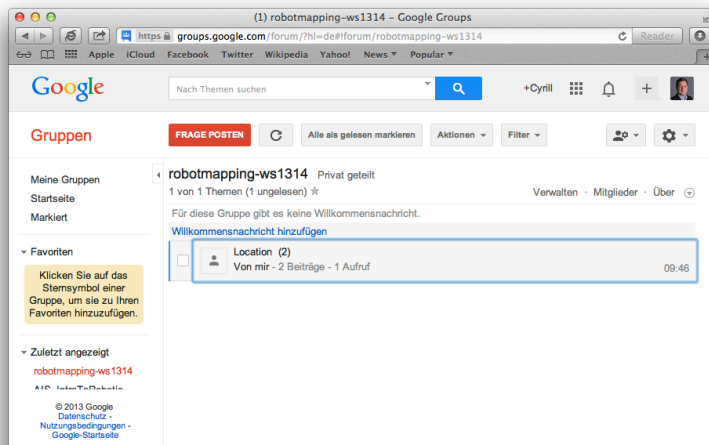 (1) robotmapping-ws1314 – Google Groups
https groups.google.com/forum/?hl=de#!forum/robotmapping-ws1314 Reader
Apple iCloud Facebook Twitter Wikipedia Yahoo! News Popular
Google Nach Themen suchen +Cyrill
Gruppen FRAGE POSTEN Alle als gelesen markieren Aktionen Filter
robotmapping-ws1314 Privat geteilt
1 von 1 Themen (1 ungelesen)
Verwalten · Mitglieder · Über
Für diese Gruppe gibt es keine Willkommensnachricht.
Willkommensnachricht hinzufügen
Location (2)
Von mir - 2 Beiträge - 1 Aufruf
09:46
Meine Gruppen
Startseite
Markiert
Favoriten
Klicken Sie auf das
Sternsymbol einer
Gruppe, um sie zu Ihren
Favoriten hinzuzufügen.
Zuletzt angezeigt
robotmapping-ws1314
© 2013 Google
Datenschutz -
Nutzungsbedingungen -
Google-Startseite